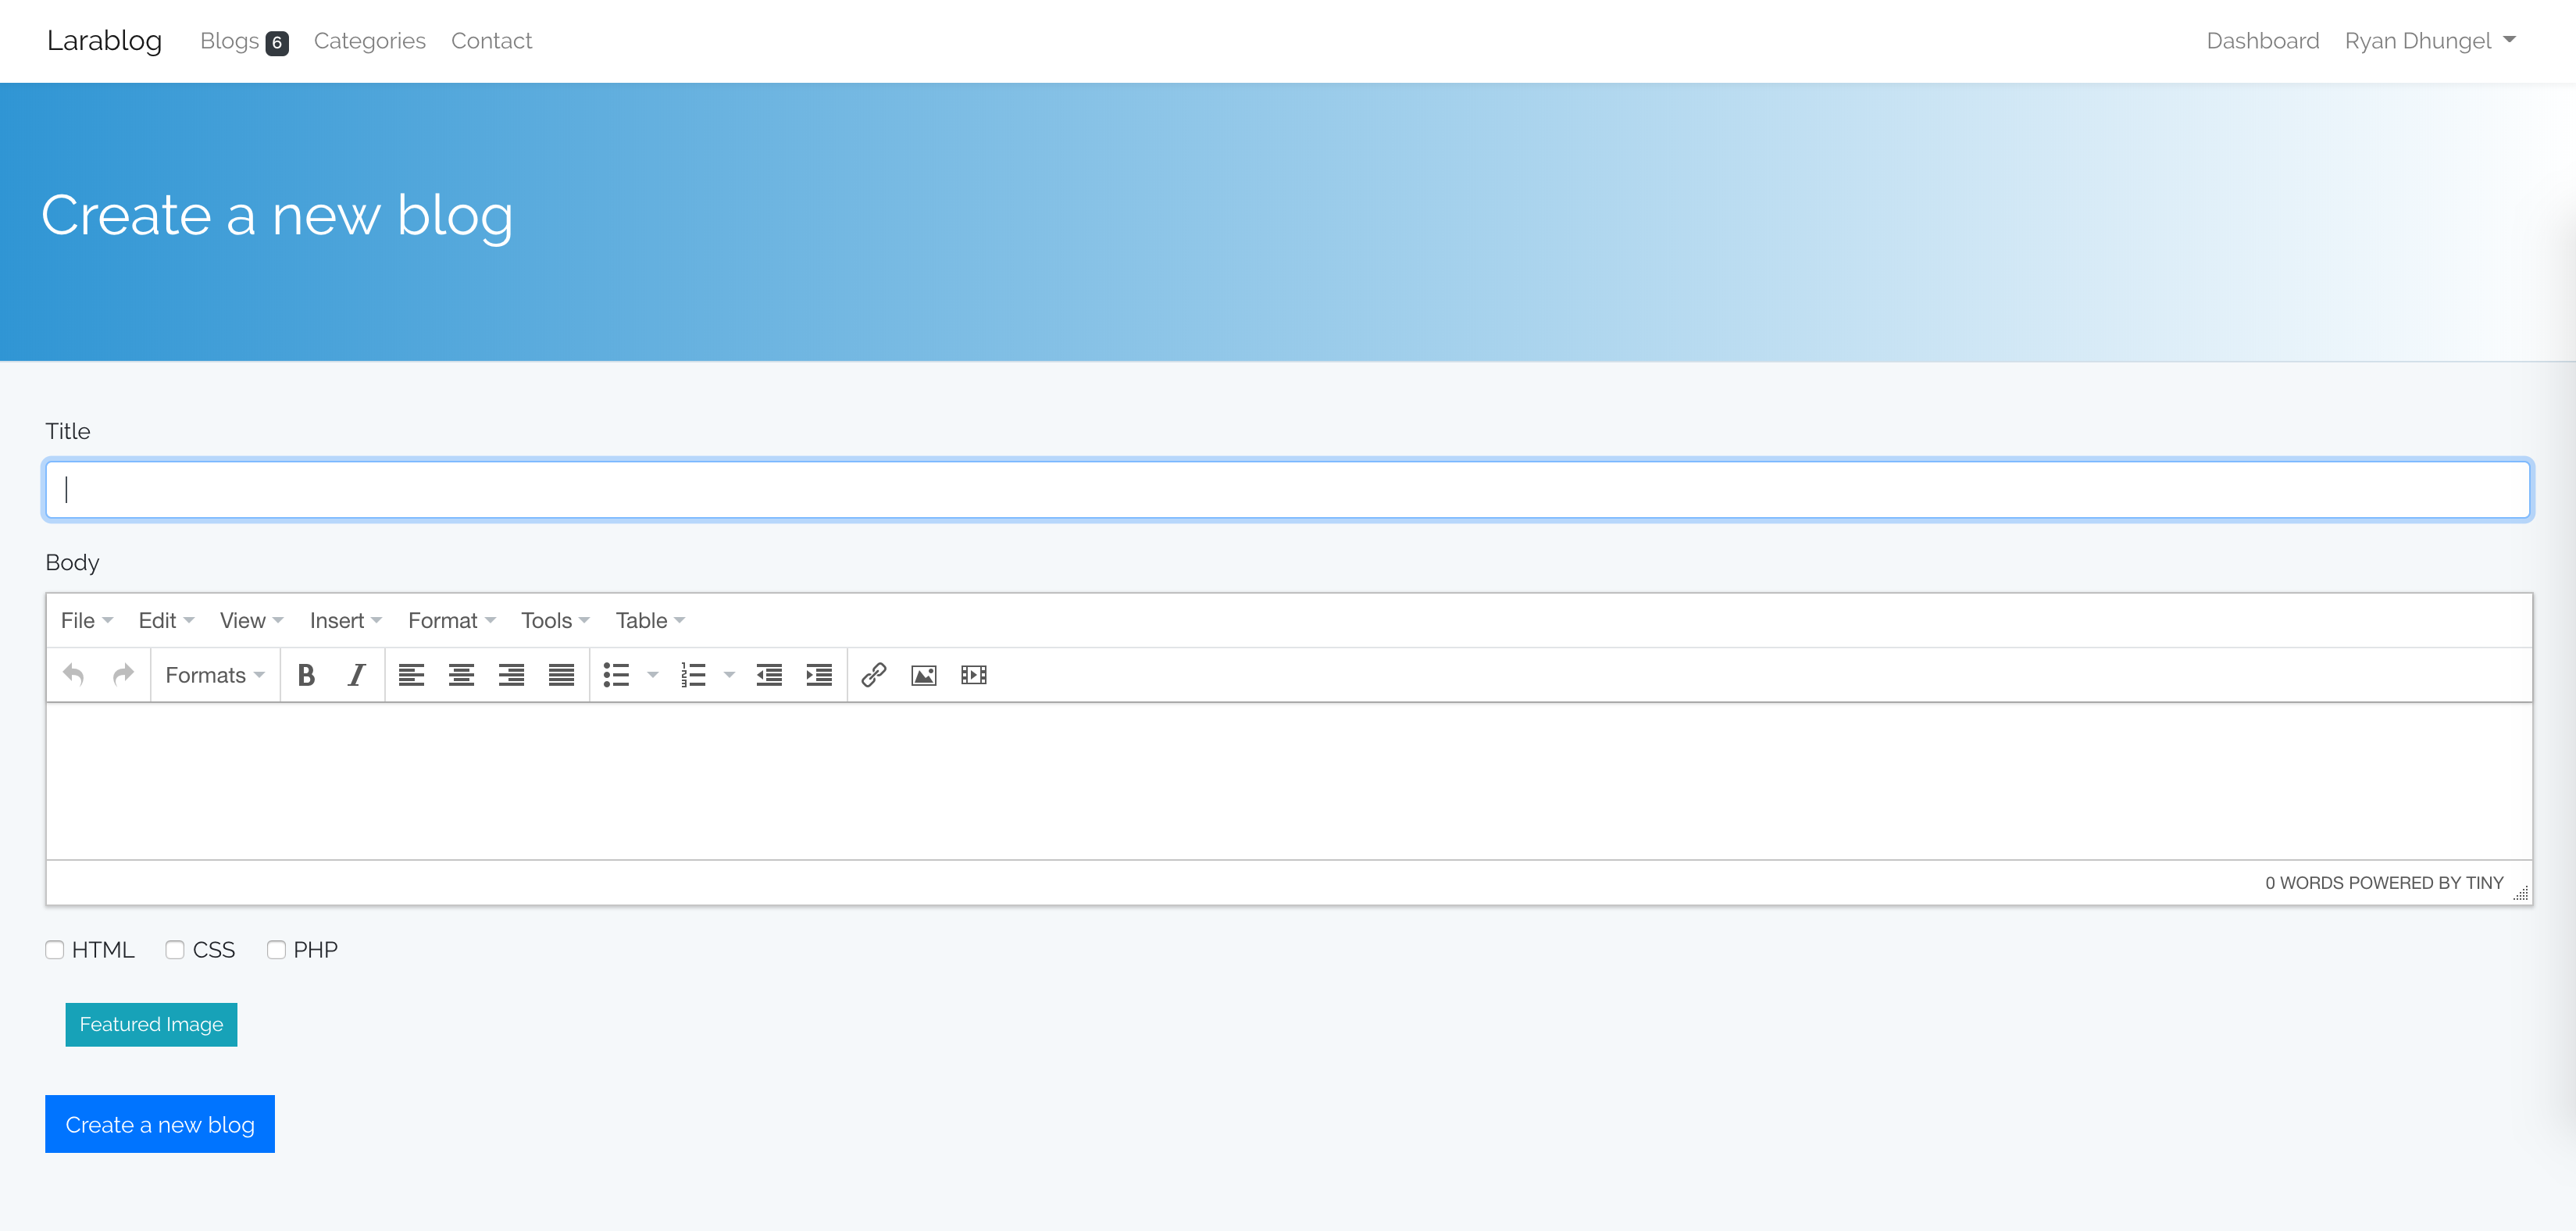 Larablog Blogs 6 Categories Contact Dashboard Ryan Dhungel
Create a new blog
Title
Body
File Edit View Insert Format Tools Table
Formats B I
0 WORDS POWERED BY TINY
HTML CSS PHP
Featured Image
Create a new blog